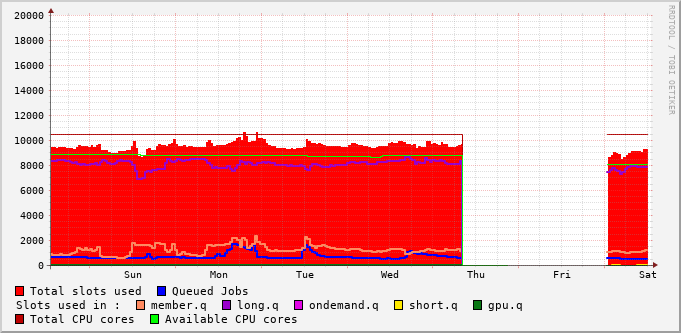 20000
18000
16000
14000
12000
10000
8000
6000
4000
2000
0
Sun Mon Tue Wed Thu Fri Sat
Total slots used Queued Jobs
Slots used in : member.q long.q ondemand.q short.q gpu.q
Total CPU cores Available CPU cores
RRDTOOL / TOBI OETIKER